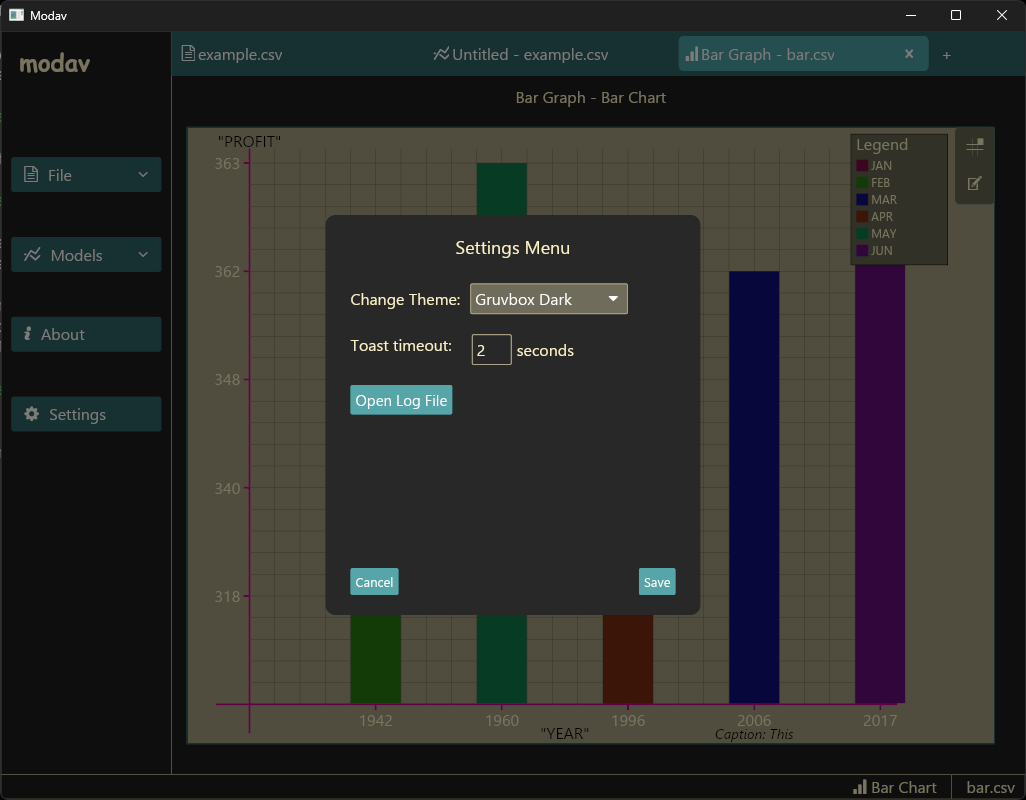 Modav
modav
example.csv
Untitled - example.csv
Bar Graph - bar.csv
Bar Graph - Bar Chart
File
Models
About
Settings
"PROFIT"
363
362
348
340
318
Legend
JAN
FEB
MAR
APR
MAY
JUN
Settings Menu
Change Theme: Gruvbox Dark
Toast timeout: 2 seconds
Open Log File
Cancel Save
1942 1960 1996 2006 2017
"YEAR" Caption: This
Bar Chart bar.csv